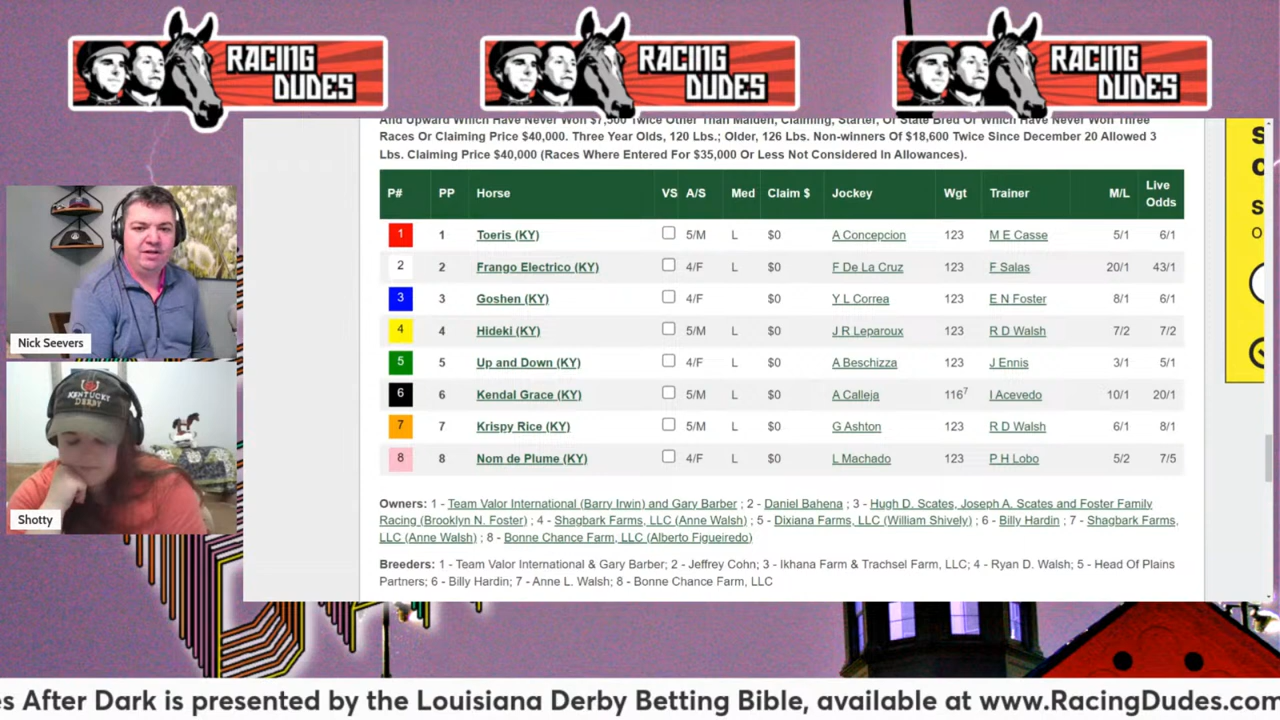 RACING
DUDES
RACING
DUDES
RACING
DUDES
And Upward Which Have Never Won $7,500 Twice Other Than Maiden, Claiming, Starter, Or State Bred Or Which Have Never Won Three
Races Or Claiming Price $40,000. Three Year Olds, 120 Lbs.; Older, 126 Lbs. Non-winners Of $18,600 Twice Since December 20 Allowed 3
Lbs. Claiming Price $40,000 (Races Where Entered For $35,000 Or Less Not Considered In Allowances).
P# PP Horse VS A/S Med Claim $ Jockey Wgt Trainer M/L Live Odds
1 1 Toeris (KY) 5/M L $0 A Concepcion 123 M E Casse 5/1 6/1
2 2 Frango Electrico (KY) 4/F L $0 F De La Cruz 123 F Salas 20/1 43/1
3 3 Goshen (KY) 4/F L $0 Y L Correa 123 E N Foster 8/1 6/1
4 4 Hideki (KY) 5/M L $0 J R Leparoux 123 R D Walsh 7/2 7/2
5 5 Up and Down (KY) 4/F L $0 A Beschizza 123 J Ennis 3/1 5/1
6 6 Kendal Grace (KY) 5/M L $0 A Calleja 116⁷ I Acevedo 10/1 20/1
7 7 Krispy Rice (KY) 5/M L $0 G Ashton 123 R D Walsh 6/1 8/1
8 8 Nom de Plume (KY) 4/F L $0 L Machado 123 P H Lobo 5/2 7/5
Owners: 1 - Team Valor International (Barry Irwin) and Gary Barber ; 2 - Daniel Bahena ; 3 - Hugh D. Scates, Joseph A. Scates and Foster Family
Racing (Brooklyn N. Foster) ; 4 - Shagbark Farms, LLC (Anne Walsh) ; 5 - Dixiana Farms, LLC (William Shively) ; 6 - Billy Hardin ; 7 - Shagbark Farms,
LLC (Anne Walsh) ; 8 - Bonne Chance Farm, LLC (Alberto Figueiredo)
Breeders: 1 - Team Valor International & Gary Barber; 2 - Jeffrey Cohn; 3 - Ikhana Farm & Trachsel Farm, LLC; 4 - Ryan D. Walsh; 5 - Head Of Plains
Partners; 6 - Billy Hardin; 7 - Anne L. Walsh; 8 - Bonne Chance Farm, LLC
Nick Seevers
KENTUCKY
DERBY
Shotty
s After Dark is presented by the Louisiana Derby Betting Bible, available at www.RacingDudes.com